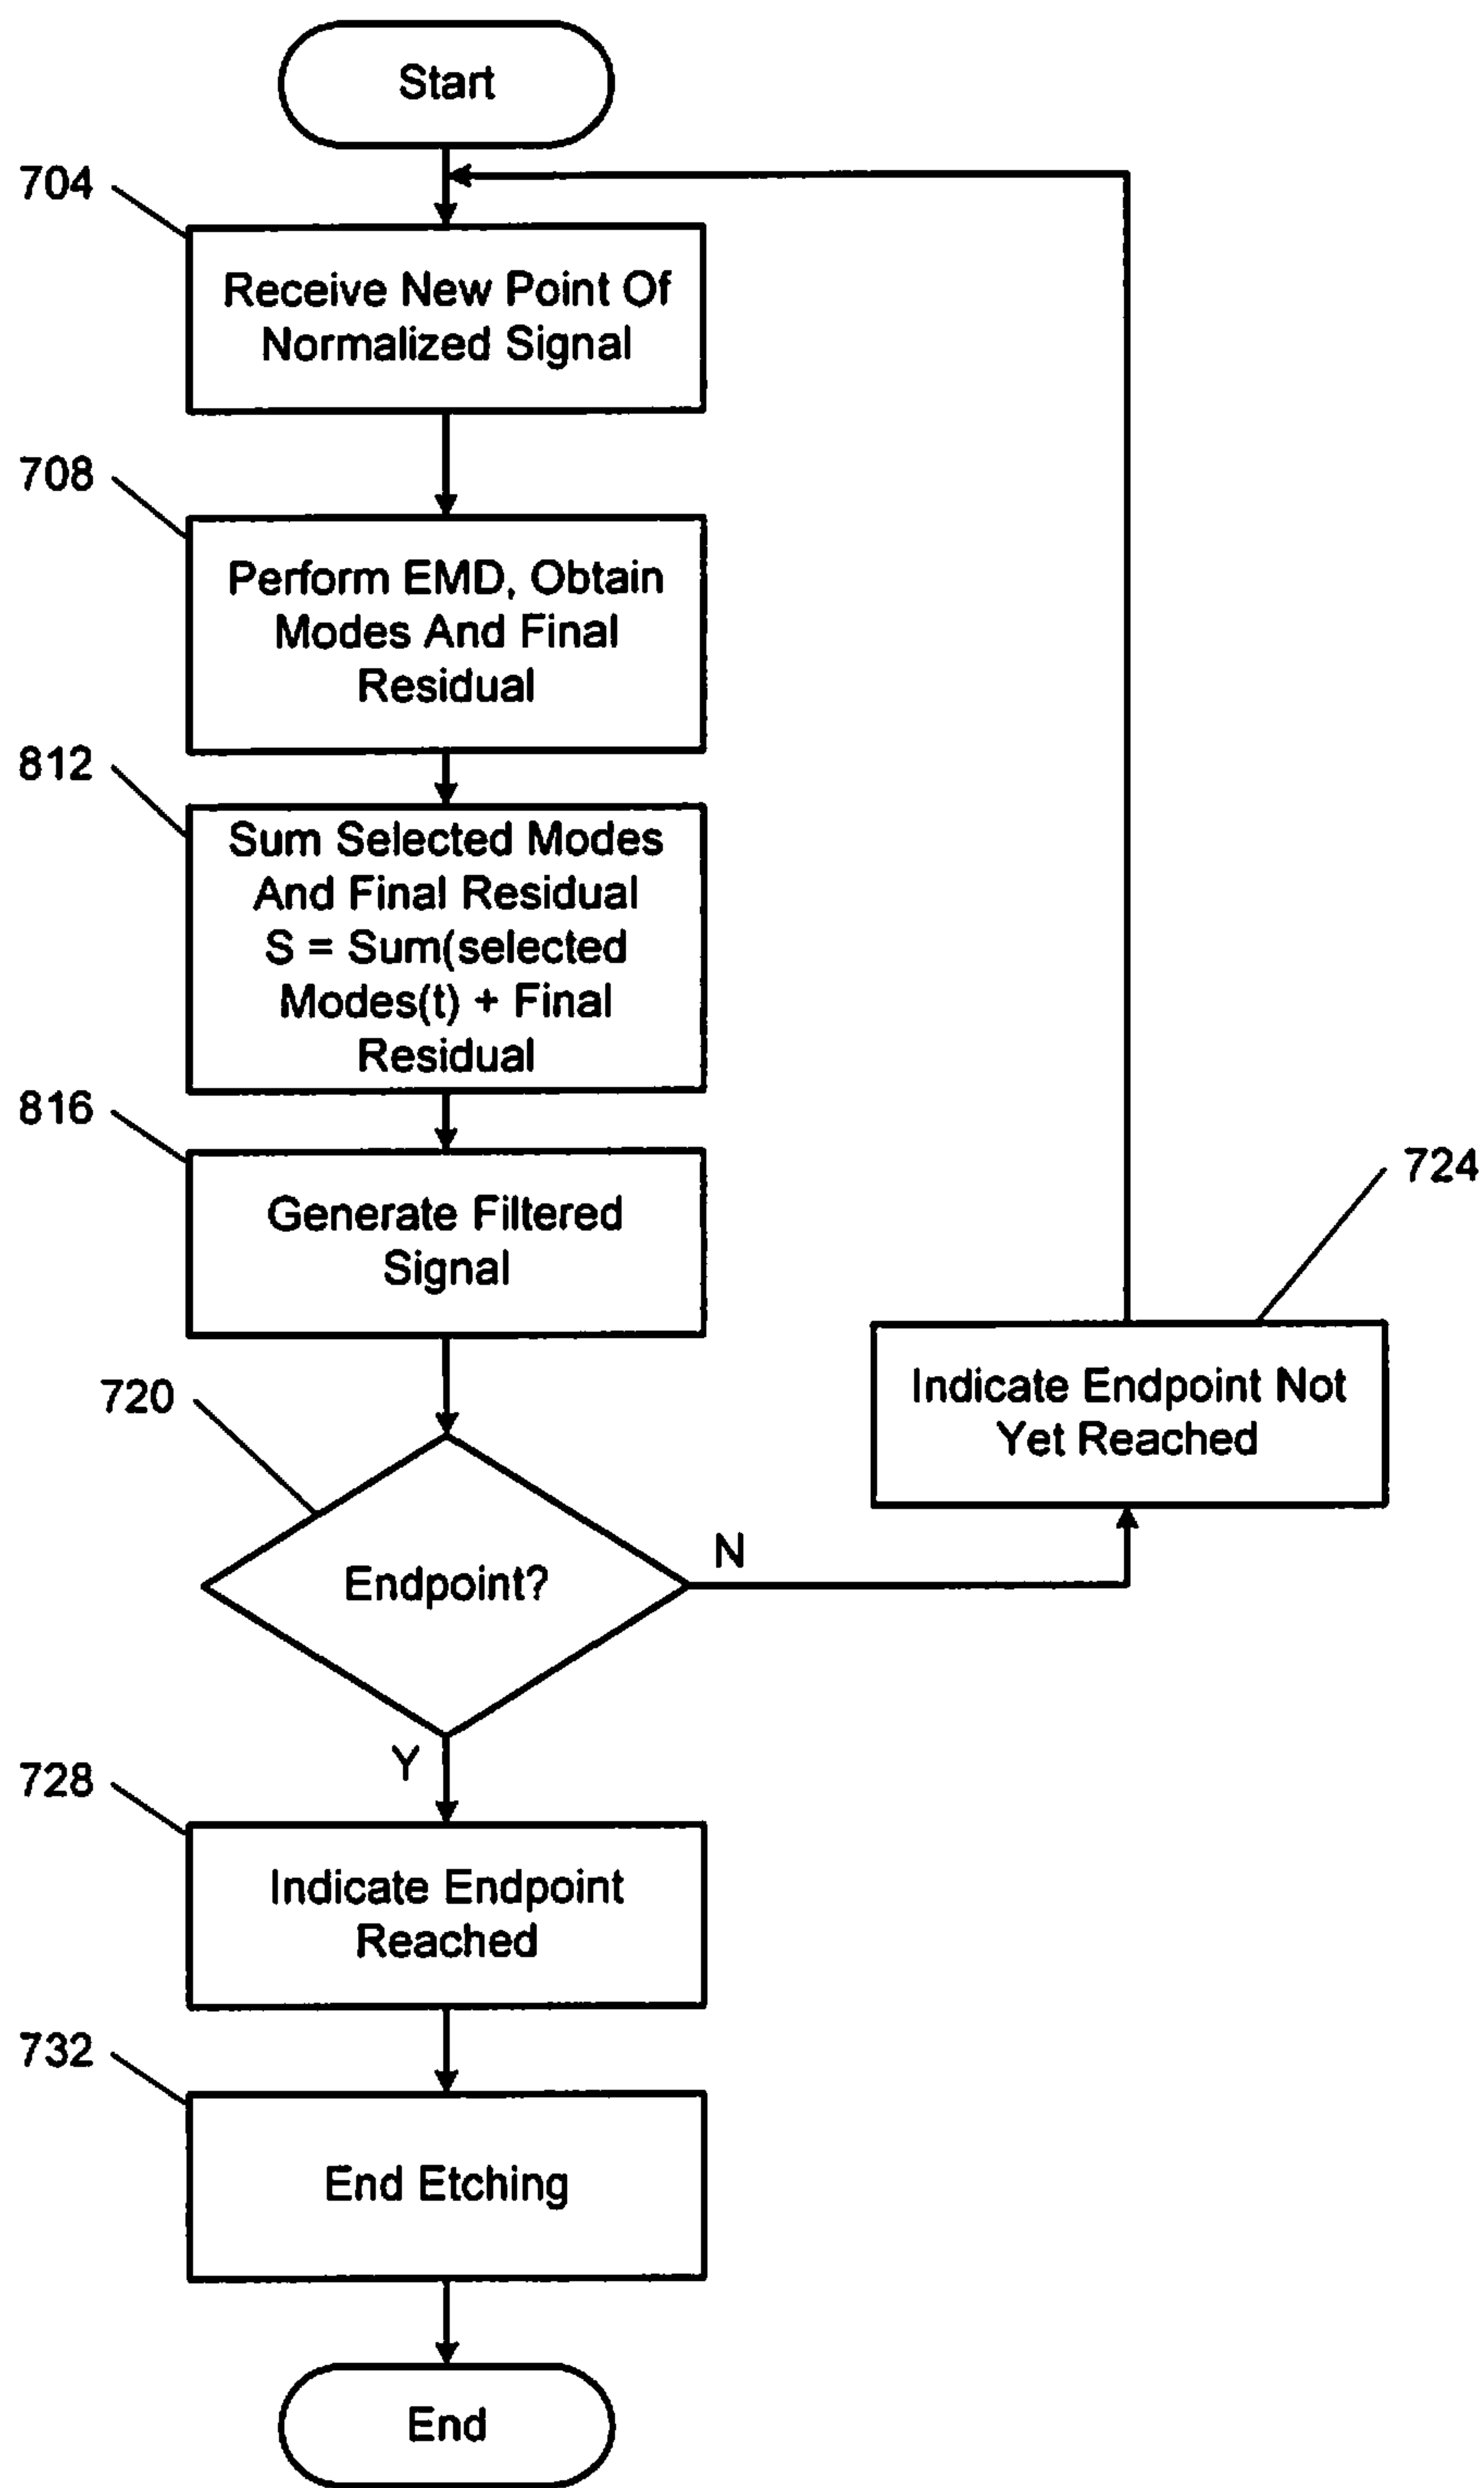 Start
704
Receive New Point Of
Normalized Signal
708
Perform EMD, Obtain
Modes And Final
Residual
812
Sum Selected Modes
And Final Residual
S = Sum(selected
Modes(t) + Final
Residual
816
Generate Filtered
Signal
724
Indicate Endpoint Not
Yet Reached
720
Endpoint?
N
Y
728
Indicate Endpoint
Reached
732
End Etching
End